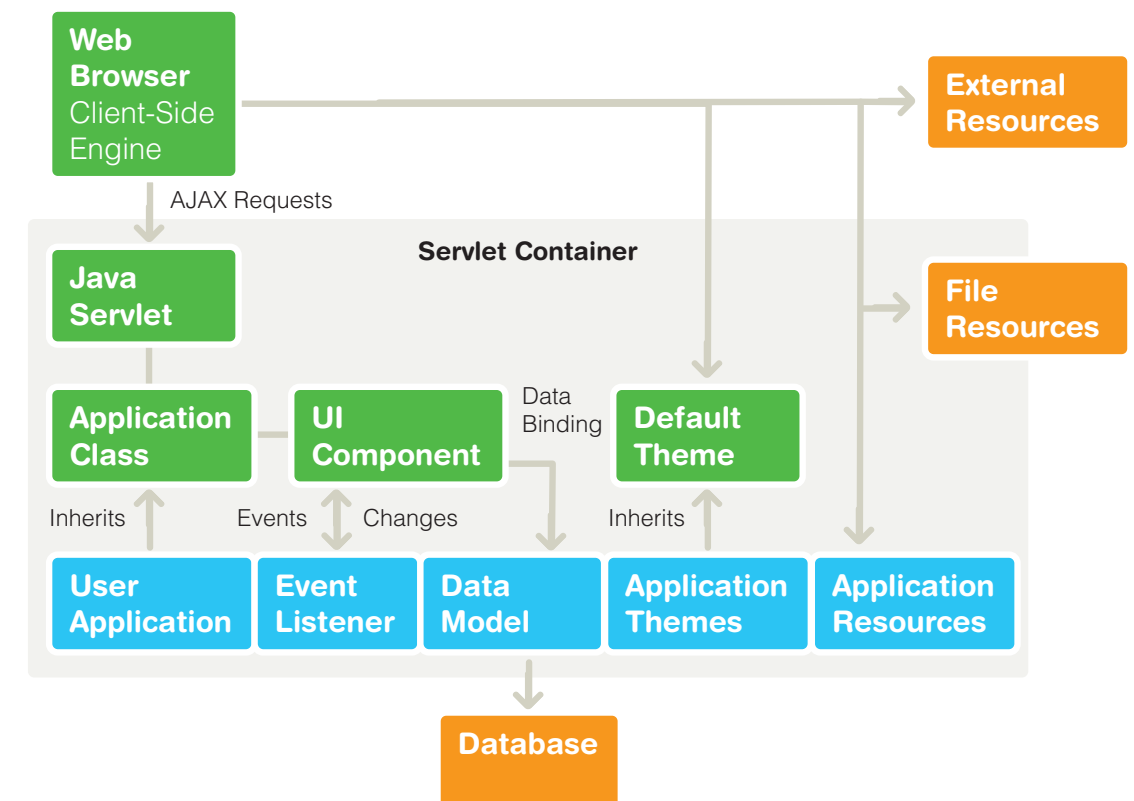 Web
Browser
Client-Side
Engine
External
Resources
AJAX Requests
Servlet Container
Java
Servlet
File
Resources
Application
Class
UI
Component
Data
Binding
Default
Theme
Inherits
Events
Changes
Inherits
User
Application
Event
Listener
Data
Model
Application
Themes
Application
Resources
Database